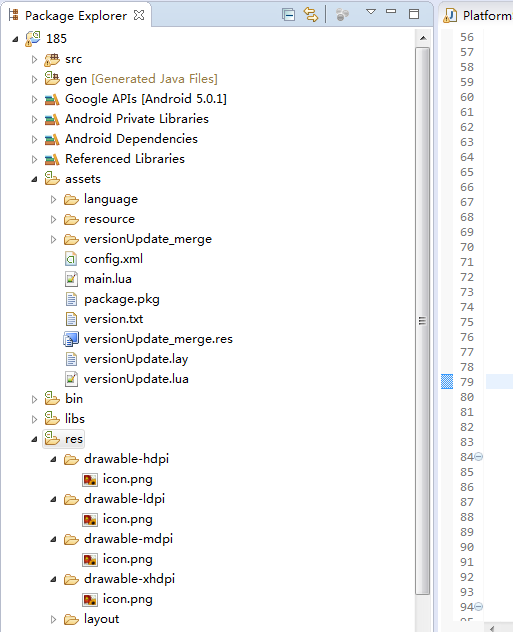 Package Explorer
Platform
185
src
gen [Generated Java Files]
Google APIs [Android 5.0.1]
Android Private Libraries
Android Dependencies
Referenced Libraries
assets
language
resource
versionUpdate_merge
config.xml
main.lua
package.pkg
version.txt
versionUpdate_merge.res
versionUpdate.lay
versionUpdate.lua
bin
libs
res
drawable-hdpi
icon.png
drawable-ldpi
icon.png
drawable-mdpi
icon.png
drawable-xhdpi
icon.png
layout
56
57
58
59
60
61
62
63
64
65
66
67
68
69
70
71
72
73
74
75
76
77
78
79
80
81
82
83
84
85
86
87
88
89
90
91
92
93
94
95